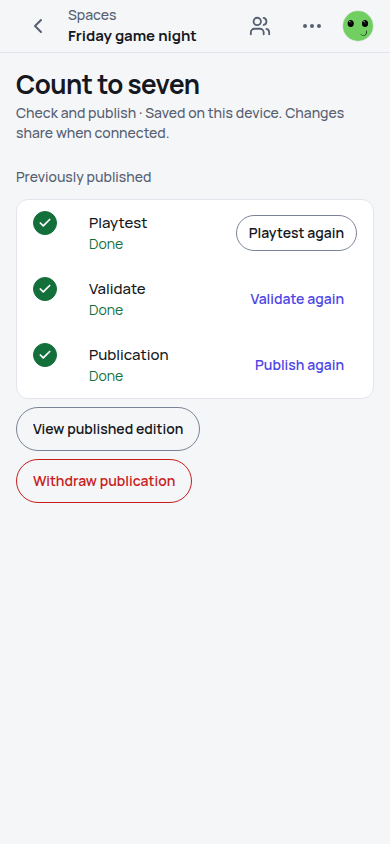 Spaces
Friday game night
Count to seven
Check and publish · Saved on this device. Changes
share when connected.
Previously published
Playtest
Done
Playtest again
Validate
Done
Validate again
Publication
Done
Publish again
View published edition
Withdraw publication